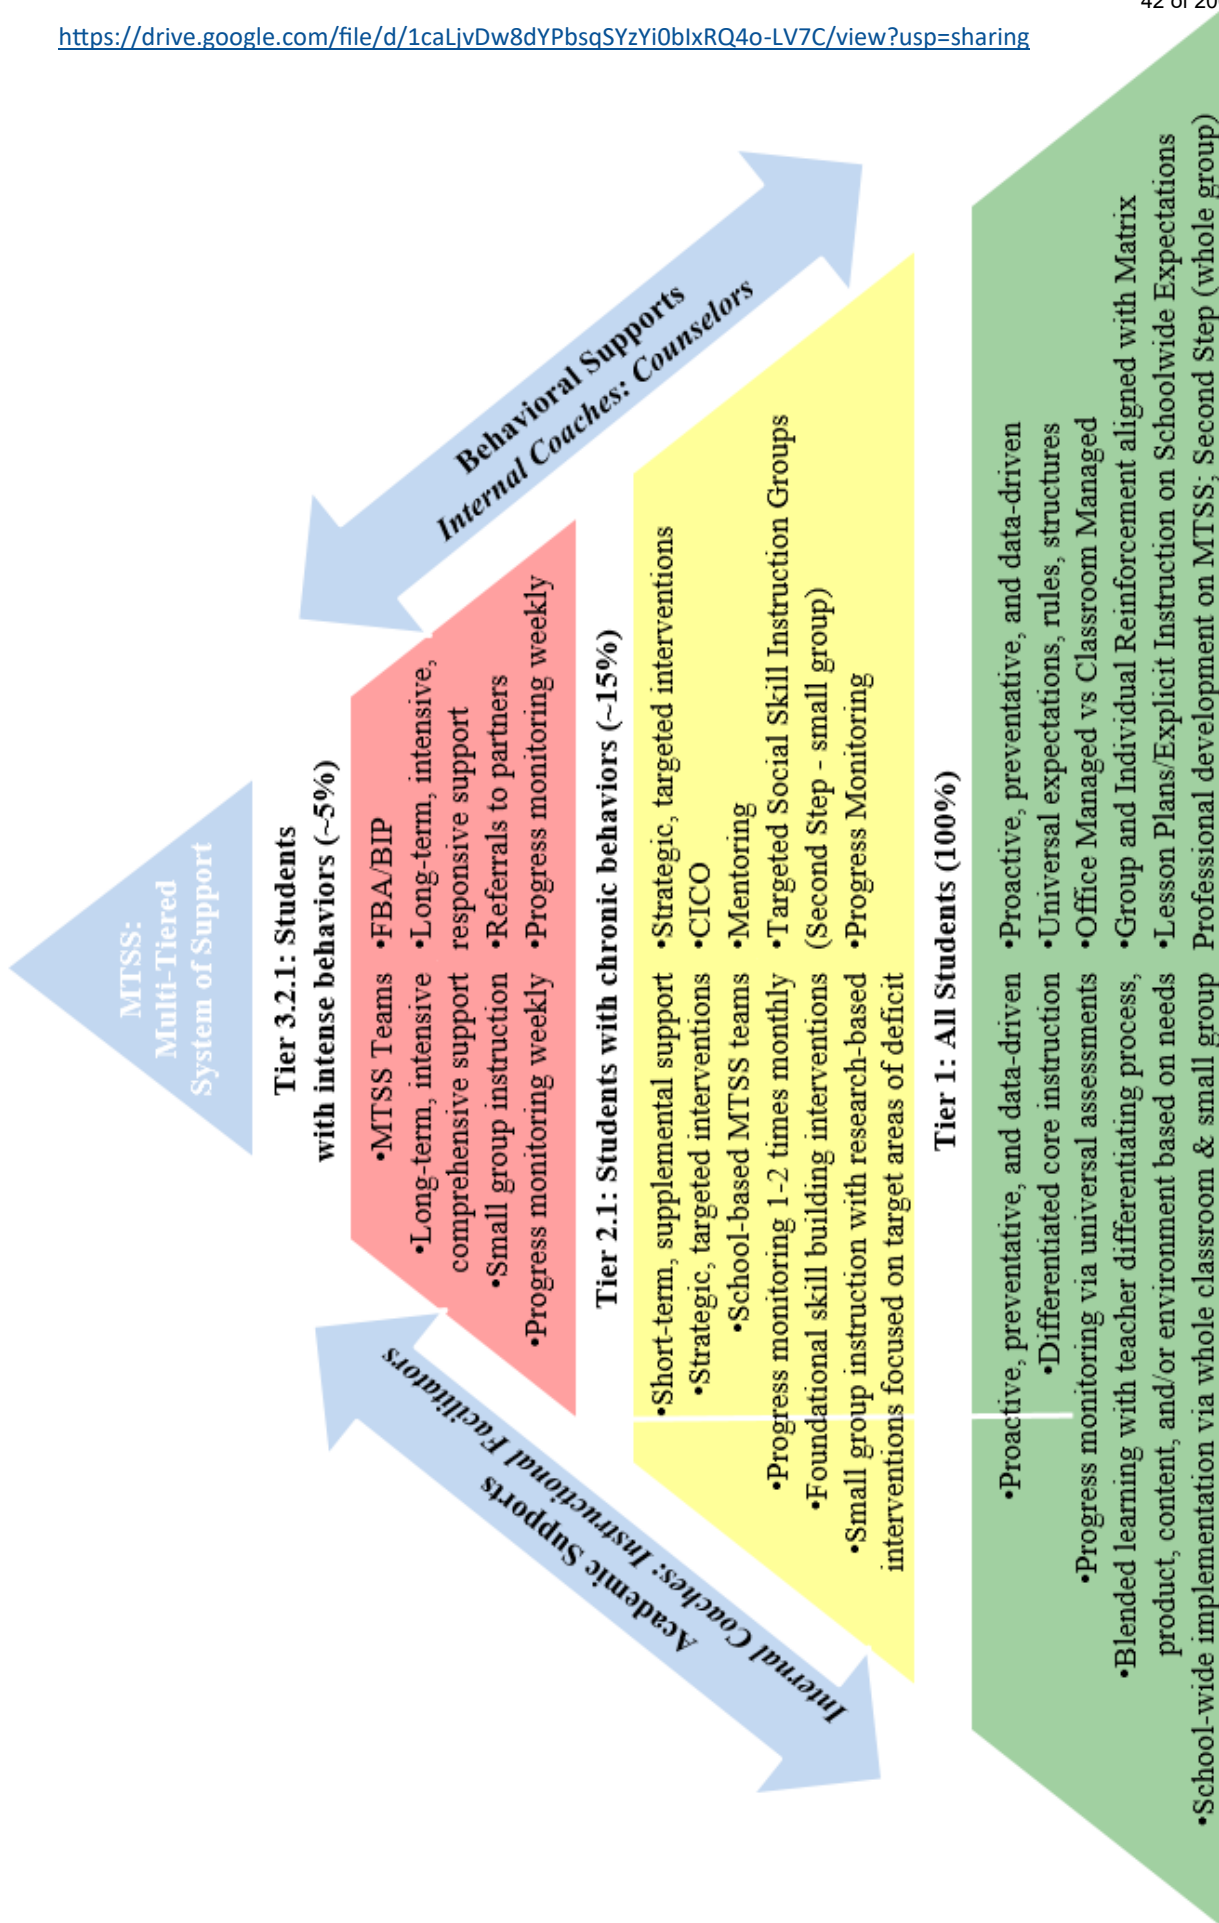 42 of 20
https://drive.google.com/file/d/1caLjvDw8dYPbsqSYzYi0bIxRQ4o-LV7C/view?usp=sharing
MTSS:
Multi-Tiered
System of Support
Tier 3.2.1: Students
with intense behaviors (~5%)
•MTSS Teams
•Long-term, intensive
comprehensive support
•Small group instruction
•Progress monitoring weekly
•FBA/BIP
•Long-term, intensive,
responsive support
•Referrals to partners
•Progress monitoring weekly
Academic Supports
Internal Coaches: Instructional Facilitators
Behavioral Supports
Internal Coaches: Counselors
Tier 2.1: Students with chronic behaviors (~15%)
•Short-term, supplemental support
•Strategic, targeted interventions
•School-based MTSS teams
•Progress monitoring 1-2 times monthly
•Foundational skill building interventions
•Small group instruction with research-based
interventions focused on target areas of deficit
•Strategic, targeted interventions
•CICO
•Mentoring
•Targeted Social Skill Instruction Groups
(Second Step - small group)
•Progress Monitoring
Tier 1: All Students (100%)
•Proactive, preventative, and data-driven
•Differentiated core instruction
•Progress monitoring via universal assessments
•Blended learning with teacher differentiating process,
product, content, and/or environment based on needs
•School-wide implementation via whole classroom & small group
•Proactive, preventative, and data-driven
•Universal expectations, rules, structures
•Office Managed vs Classroom Managed
•Group and Individual Reinforcement aligned with Matrix
•Lesson Plans/Explicit Instruction on Schoolwide Expectations
Professional development on MTSS; Second Step (whole group)